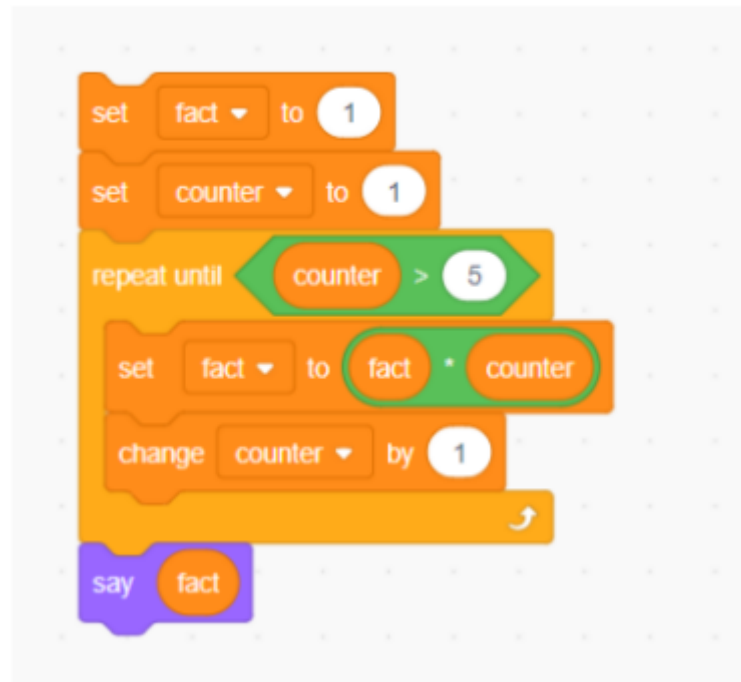 set fact to 1
set counter to 1
repeat until counter > 5
set fact to fact * counter
change counter by 1
say fact